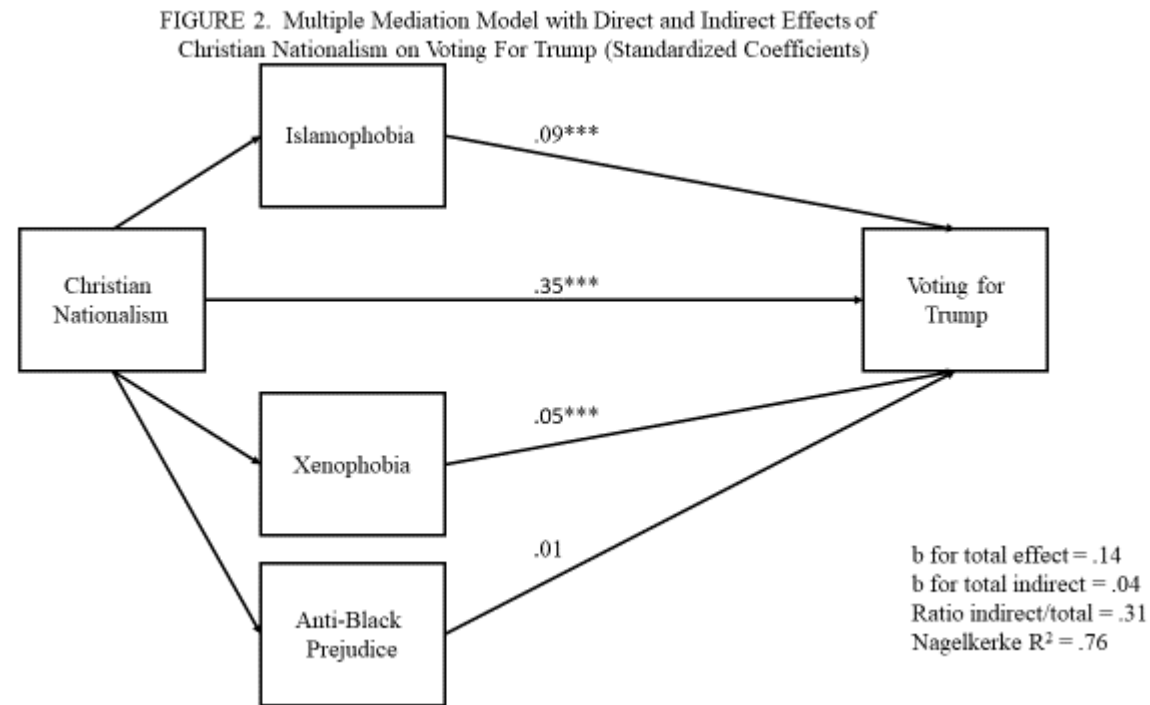 FIGURE 2. Multiple Mediation Model with Direct and Indirect Effects of
Christian Nationalism on Voting For Trump (Standardized Coefficients)
Islamophobia
.09***
Christian
Nationalism
.35***
Voting for
Trump
.05***
Xenophobia
.01
Anti-Black
Prejudice
b for total effect = .14
b for total indirect = .04
Ratio indirect/total = .31
Nagelkerke R² = .76